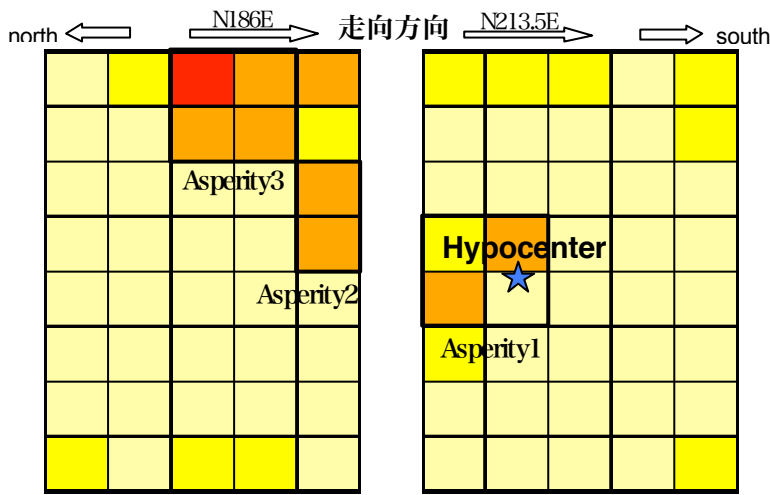 north N186E 走向方向 N213.5E south
Asperity3
Hypocenter
Asperity2
Asperity1